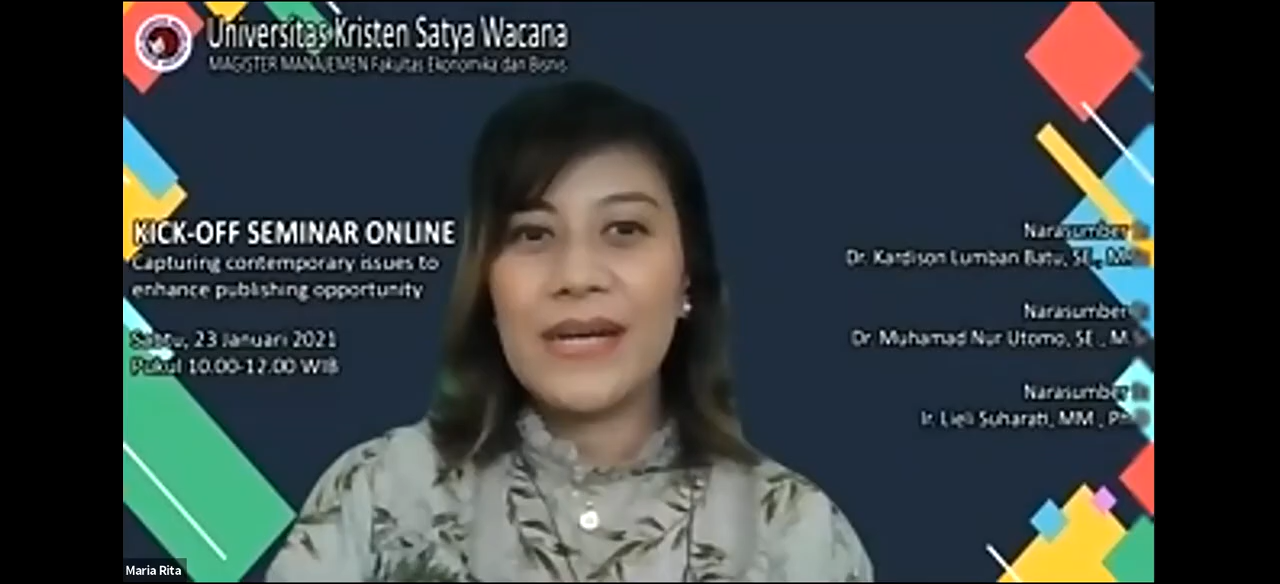 Universitas Kristen Satya Wacana
MAGISTER MANAJEMEN Fakultas Ekonomika dan Bisnis
KICK-OFF SEMINAR ONLINE
Capturing contemporary issues to
enhance publishing opportunity
Sabtu, 23 Januari 2021
Pukul 10.00-12.00 WIB
Narasumber
Dr. Kardison Lumban Batu, SE.,
Narasumber
Dr. Muhamad Nur Utomo, SE.,
Narasumber
Ir. Lieli Suharati, MM.,
Maria Rita